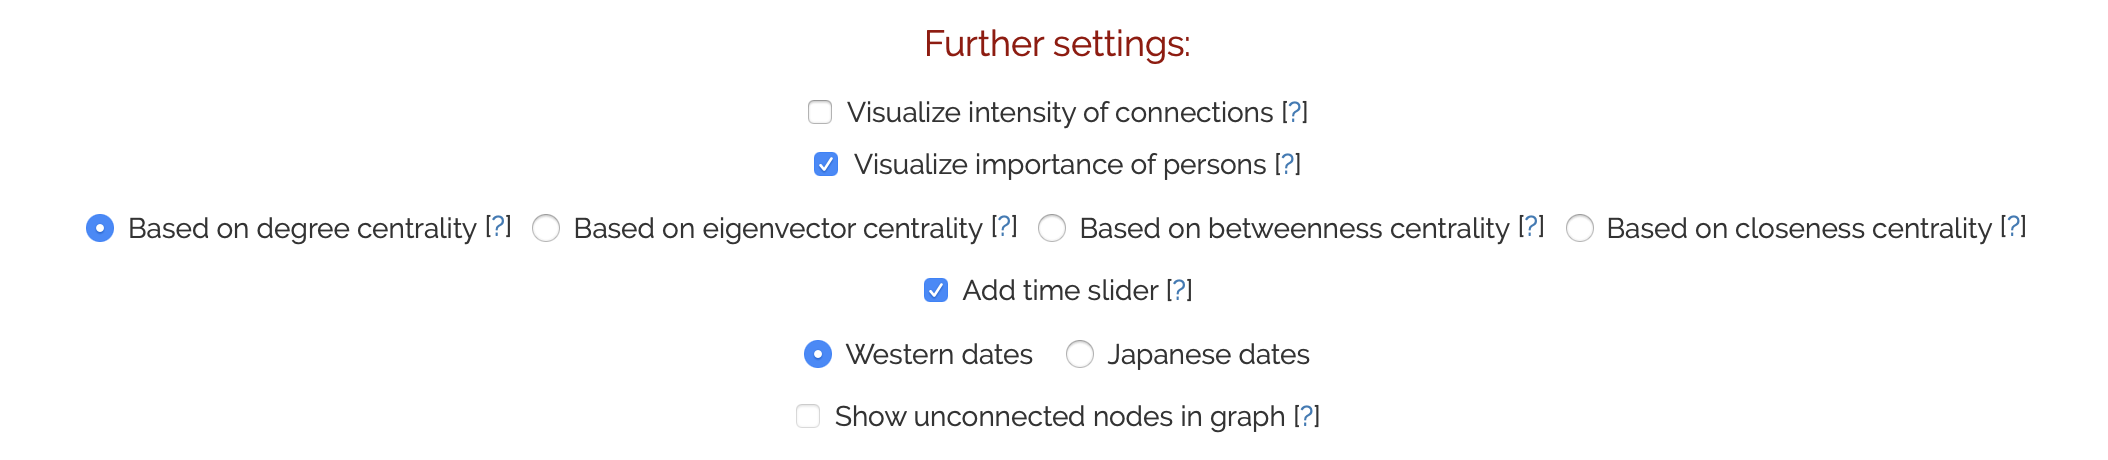 Further settings:
Visualize intensity of connections [?]
Visualize importance of persons [?]
Based on degree centrality [?] Based on eigenvector centrality [?] Based on betweenness centrality [?] Based on closeness centrality [?]
Add time slider [?]
Western dates Japanese dates
Show unconnected nodes in graph [?]